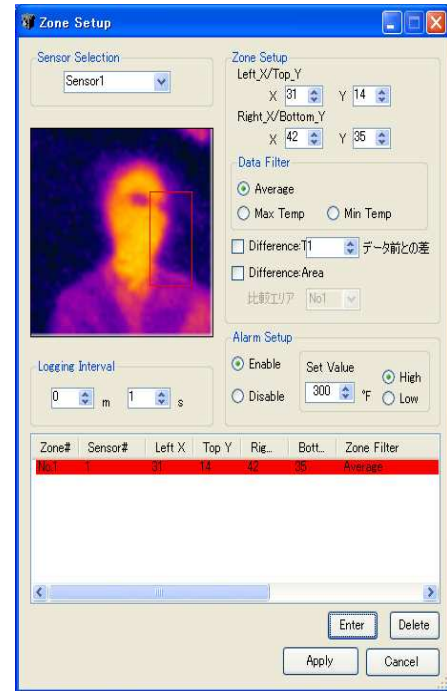 Zone Setup
Sensor Selection
Sensor1
Zone Setup
Left_X/Top_Y
X 31 Y 14
Right_X/Bottom_Y
X 42 Y 35
Data Filter
Average
Max Temp Min Temp
Difference:T1 データ前との差
Difference:Area
比較エリア No1
Logging Interval
0 m 1 s
Alarm Setup
Enable
Disable
Set Value
300 °F
High
Low
Zone# Sensor# Left X Top Y Rig... Bott... Zone Filter
No.1 1 31 14 42 35 Average
Enter Delete
Apply Cancel